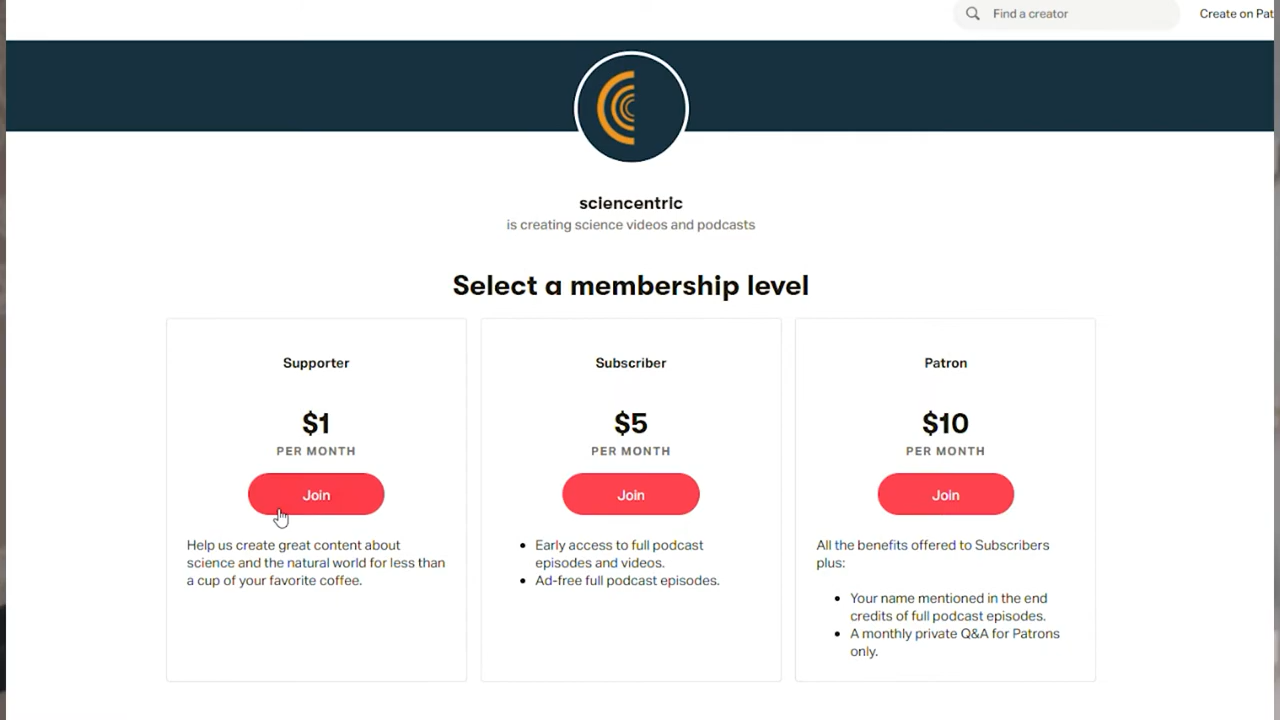 Find a creator
Create on Pat
sciencentric
is creating science videos and podcasts
Select a membership level
Supporter
$1
PER MONTH
Join
Help us create great content about
science and the natural world for less than
a cup of your favorite coffee.
Subscriber
$5
PER MONTH
Join
• Early access to full podcast
episodes and videos.
• Ad-free full podcast episodes.
Patron
$10
PER MONTH
Join
All the benefits offered to Subscribers
plus:
• Your name mentioned in the end
credits of full podcast episodes.
• A monthly private Q&A for Patrons
only.